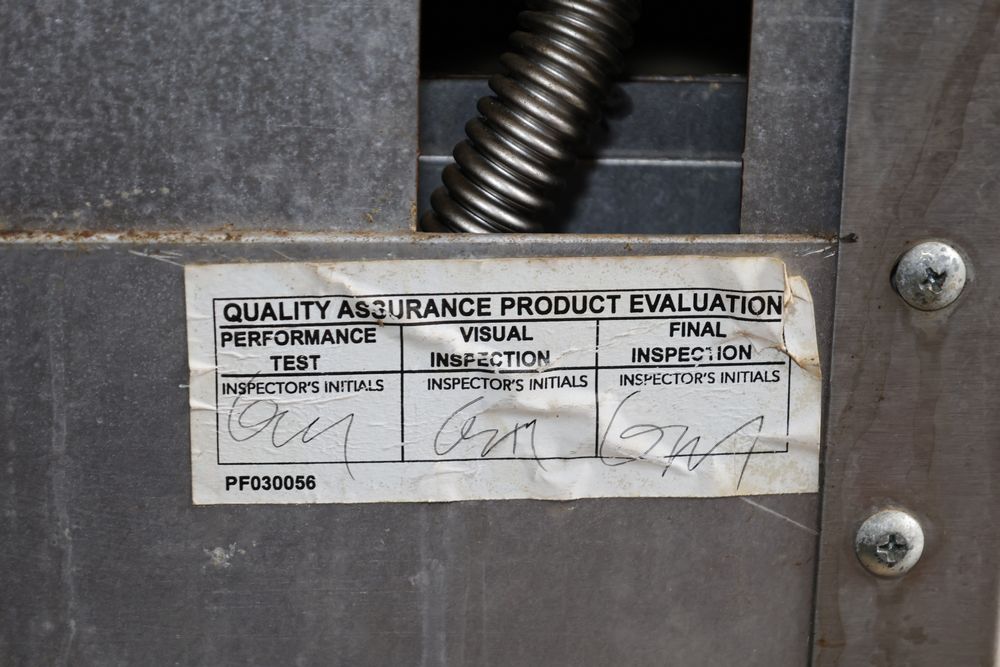 QUALITY ASSURANCE PRODUCT EVALUATION
PERFORMANCE TEST
VISUAL INSPECTION
FINAL INSPECTION
INSPECTOR'S INITIALS
INSPECTOR'S INITIALS
INSPECTOR'S INITIALS
PF030056